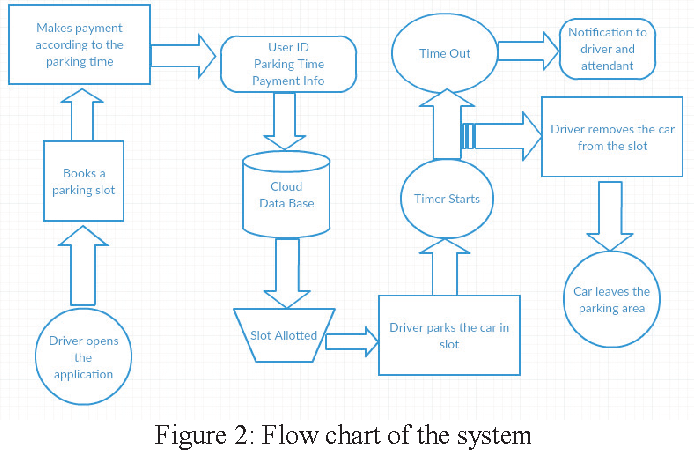 Makes payment
according to the
parking time
User ID
Parking Time
Payment Info
Time Out
Notification to
driver and
attendant
Books a
parking slot
Cloud
Data Base
Timer Starts
Driver removes the car
from the slot
Driver opens
the
application
Slot Allotted
Driver parks the car in
slot
Car leaves the
parking area
Figure 2: Flow chart of the system